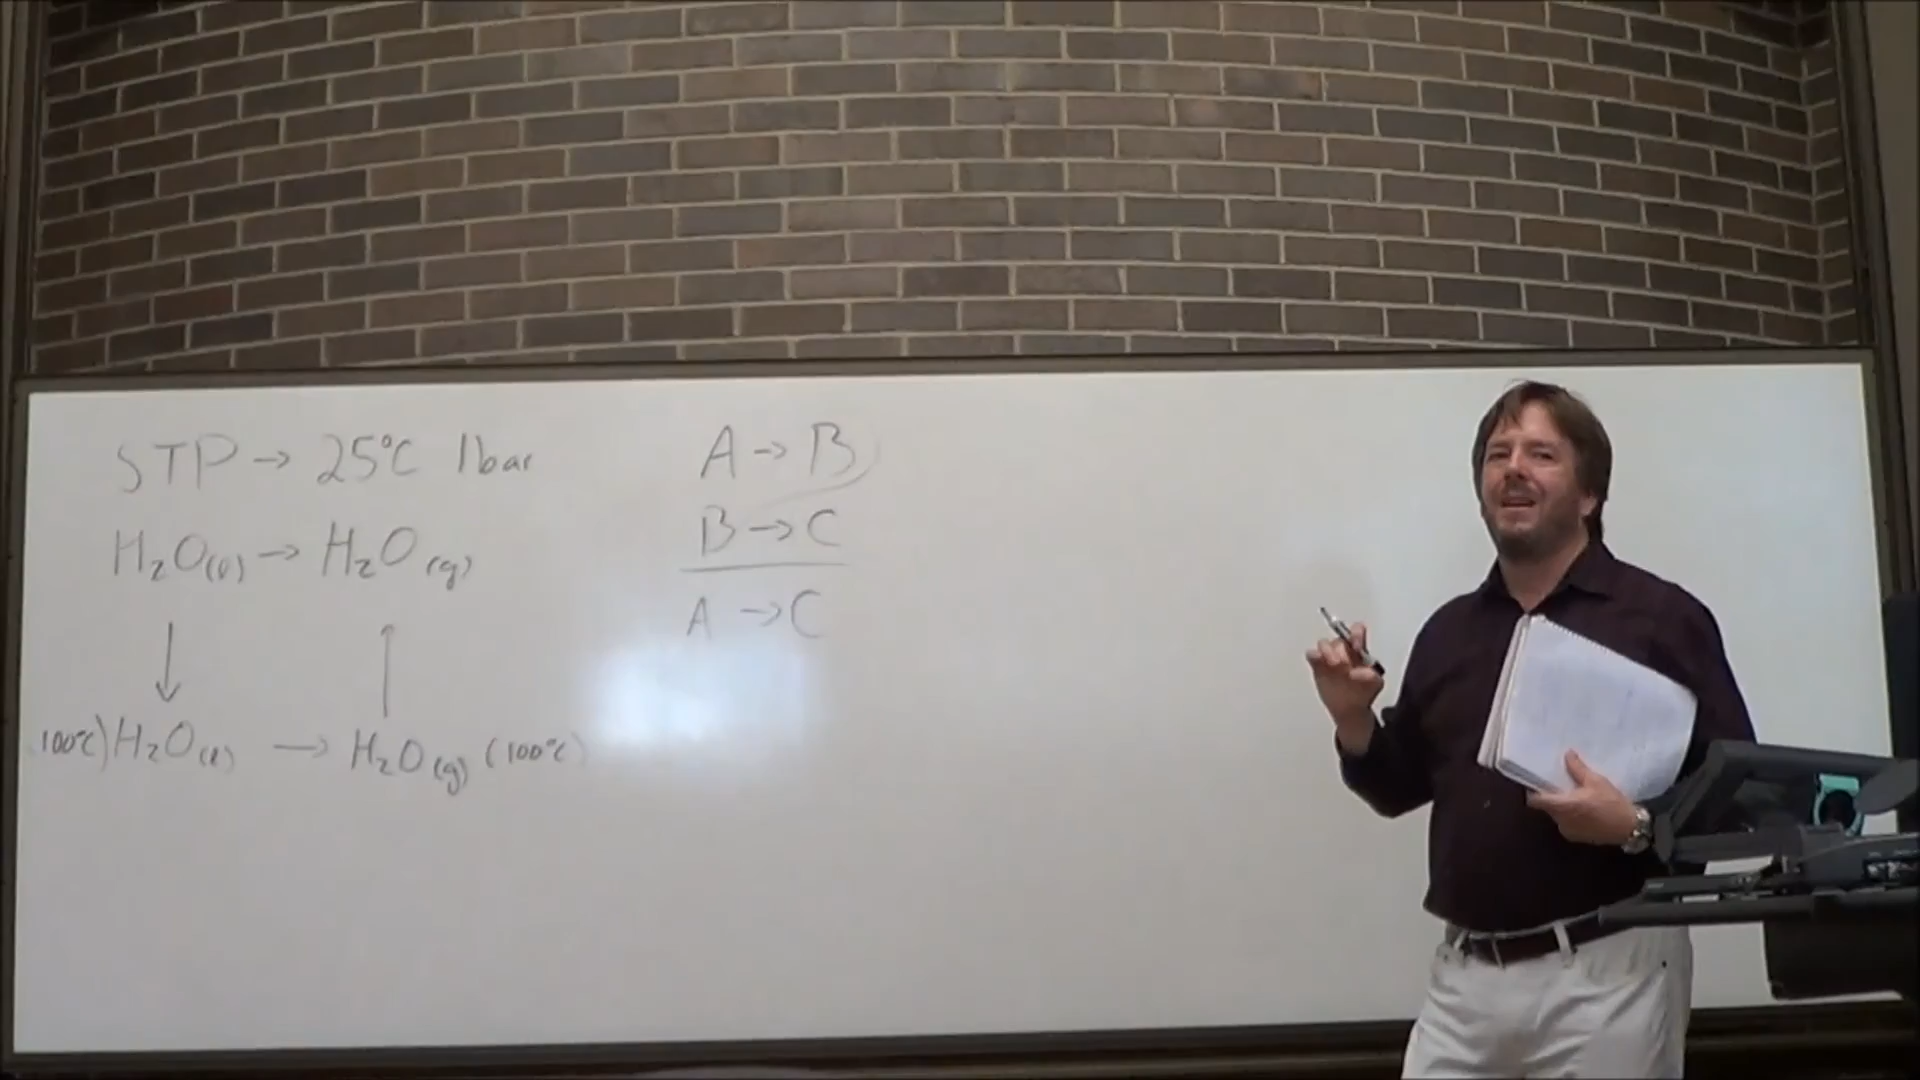 STP → 25°C 1bar
H₂O(l) → H₂O(g)
↓ ↑
100°C) H₂O(l) → H₂O(g) (100°C)
A → B
B → C
A → C